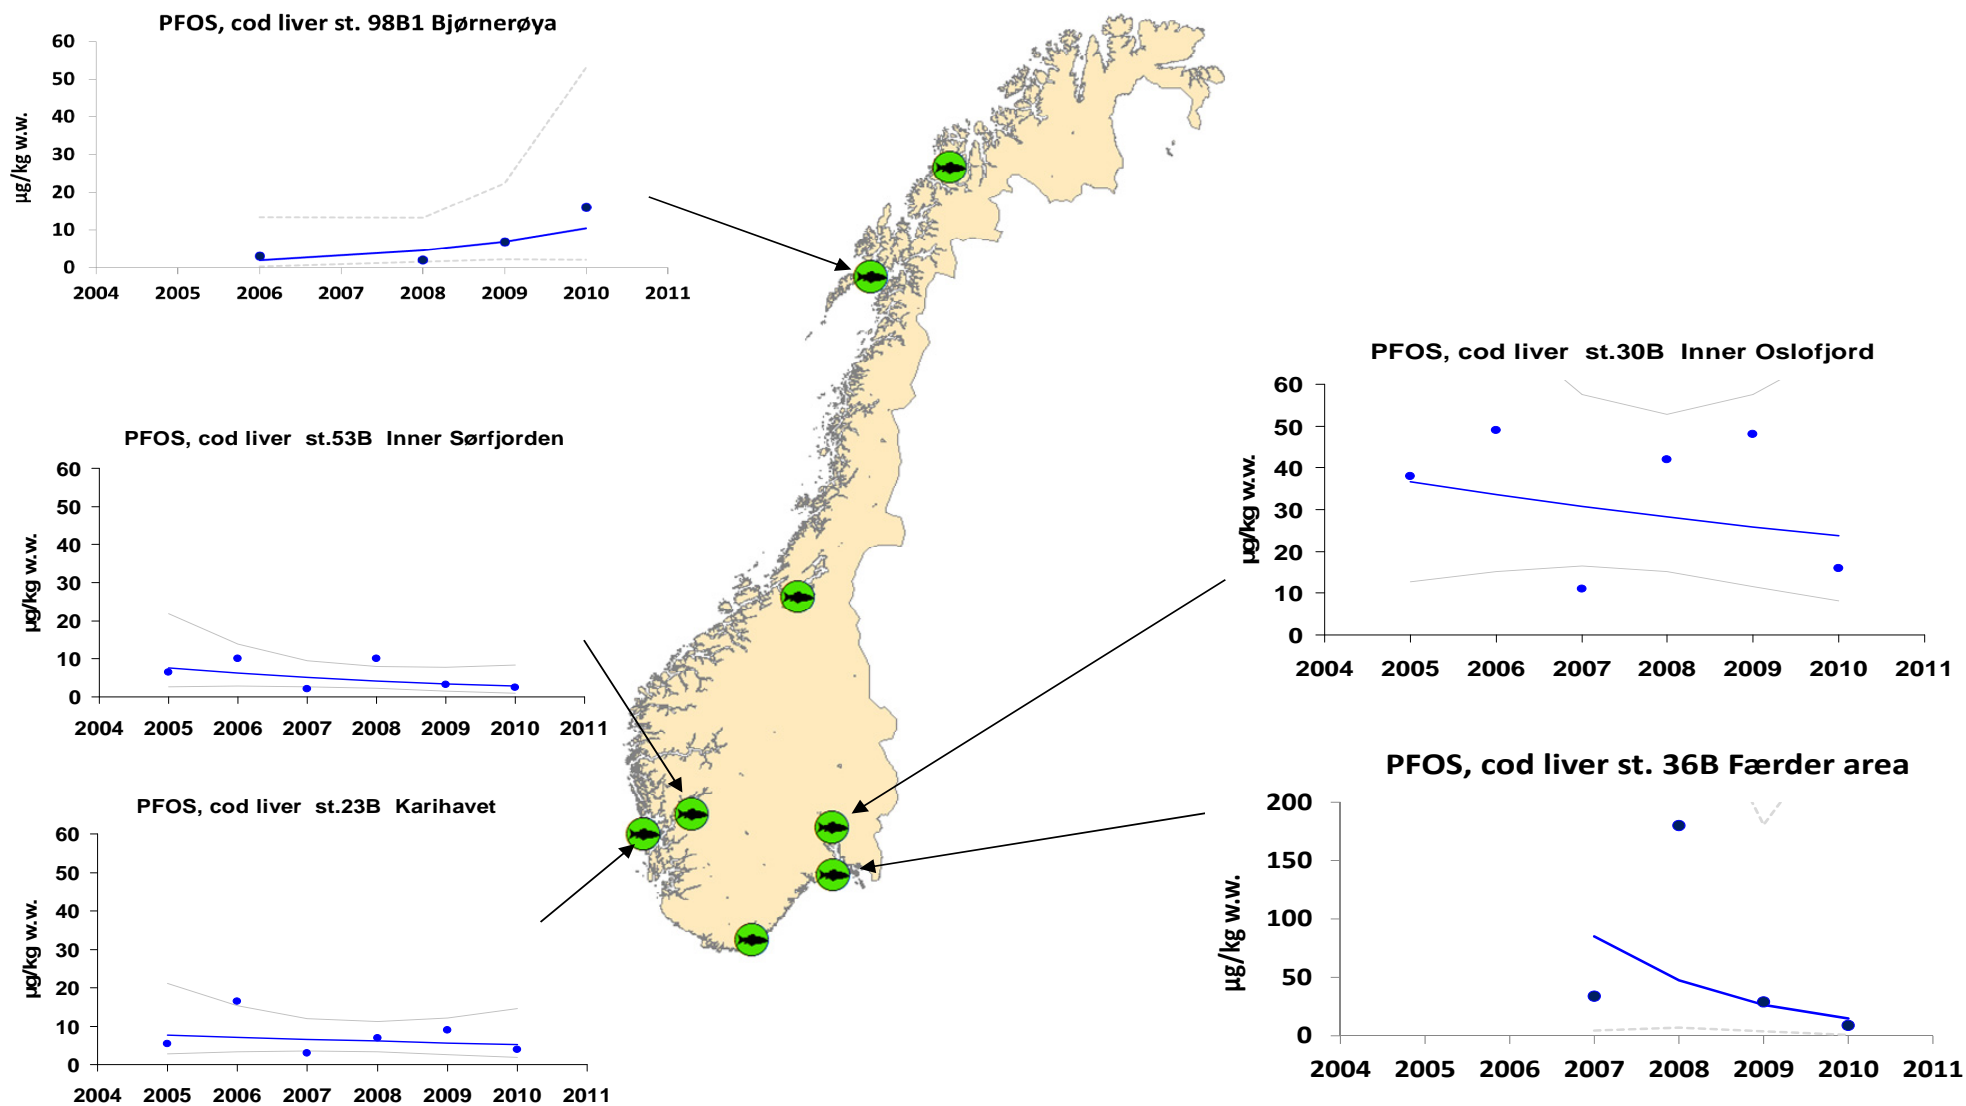 PFOS, cod liver st. 98B1 Bjørnerøya
µg/kg w.w.
60
50
40
30
20
10
0
2004 2005 2006 2007 2008 2009 2010 2011
PFOS, cod liver st.53B Inner Sørfjorden
µg/kg w.w.
60
50
40
30
20
10
0
2004 2005 2006 2007 2008 2009 2010 2011
PFOS, cod liver st.23B Karihavet
µg/kg w.w.
60
50
40
30
20
10
0
2004 2005 2006 2007 2008 2009 2010 2011
PFOS, cod liver st.30B Inner Oslofjord
µg/kg w.w.
60
50
40
30
20
10
0
2004 2005 2006 2007 2008 2009 2010 2011
PFOS, cod liver st. 36B Færder area
µg/kg w.w.
200
150
100
50
0
2004 2005 2006 2007 2008 2009 2010 2011